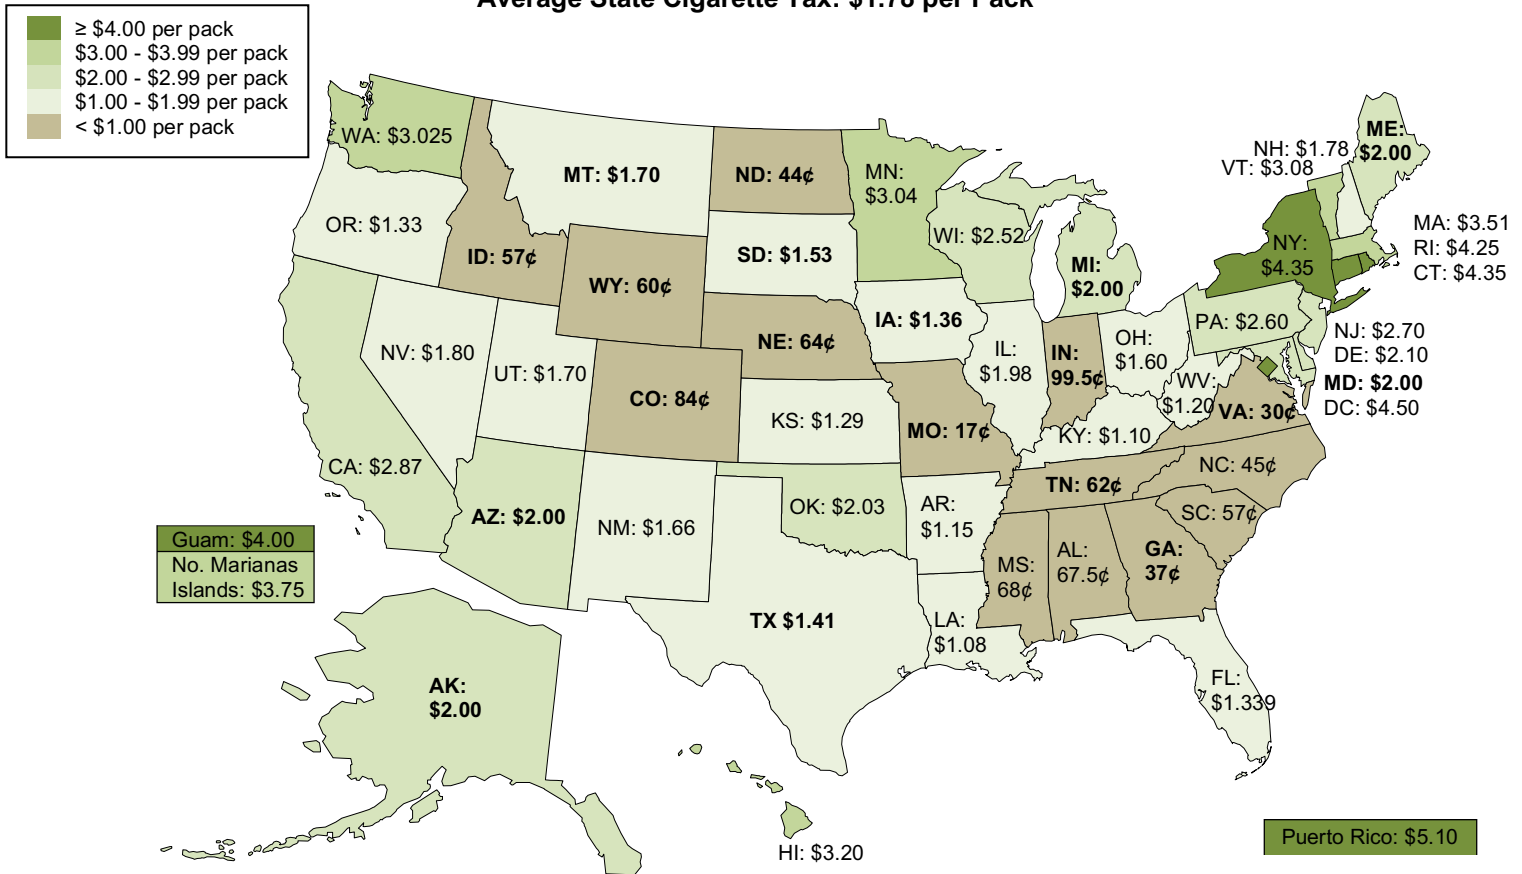 Average State Cigarette Tax: $1.78 per Pack
≥ $4.00 per pack
$3.00 - $3.99 per pack
$2.00 - $2.99 per pack
$1.00 - $1.99 per pack
< $1.00 per pack
WA: $3.025
MT: $1.70
ND: 44¢
MN:
$3.04
NH: $1.78
VT: $3.08
ME:
$2.00
OR: $1.33
ID: 57¢
WY: 60¢
SD: $1.53
WI: $2.52
MI:
$2.00
NY:
$4.35
MA: $3.51
RI: $4.25
CT: $4.35
NV: $1.80
UT: $1.70
CO: 84¢
NE: 64¢
IA: $1.36
IL:
$1.98
IN:
99.5¢
OH:
$1.60
PA: $2.60
NJ: $2.70
DE: $2.10
MD: $2.00
DC: $4.50
WV:
$1.20
VA: 30¢
CA: $2.87
KS: $1.29
MO: 17¢
KY: $1.10
NC: 45¢
TN: 62¢
SC: 57¢
AZ: $2.00
NM: $1.66
OK: $2.03
AR:
$1.15
MS:
68¢
AL:
67.5¢
GA:
37¢
Guam: $4.00
No. Marianas
Islands: $3.75
TX $1.41
LA:
$1.08
FL:
$1.339
AK:
$2.00
HI: $3.20
Puerto Rico: $5.10